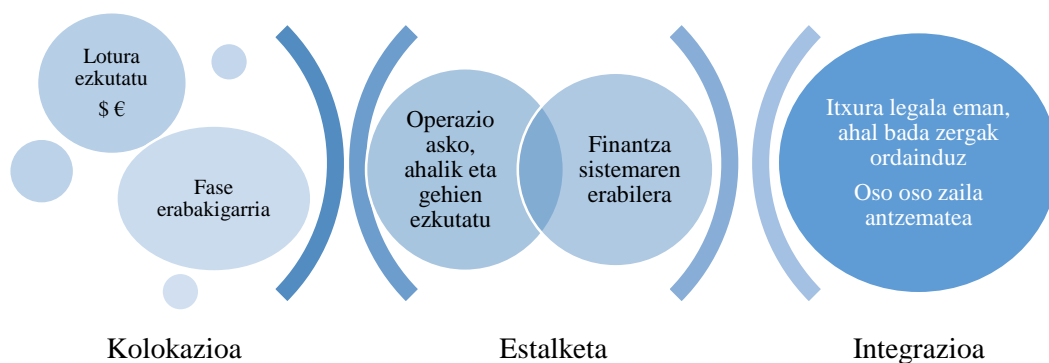 Lotura
ezkutatu
$ €
Fase
erabakigarria
Operazio
asko,
ahalik eta
gehien
ezkutatu
Finantza
sistemaren
erabilera
Itxura legala eman,
ahal bada zergak
ordainduz
Oso oso zaila
antzematea
Kolokazioa
Estalketa
Integrazioa